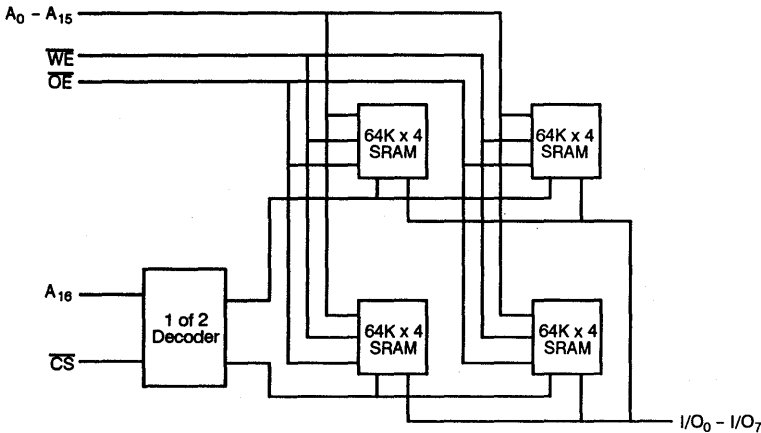 A0 – A15
WE
OE
64K x 4
SRAM
64K x 4
SRAM
A16
CS
1 of 2
Decoder
64K x 4
SRAM
64K x 4
SRAM
I/O0 – I/O7